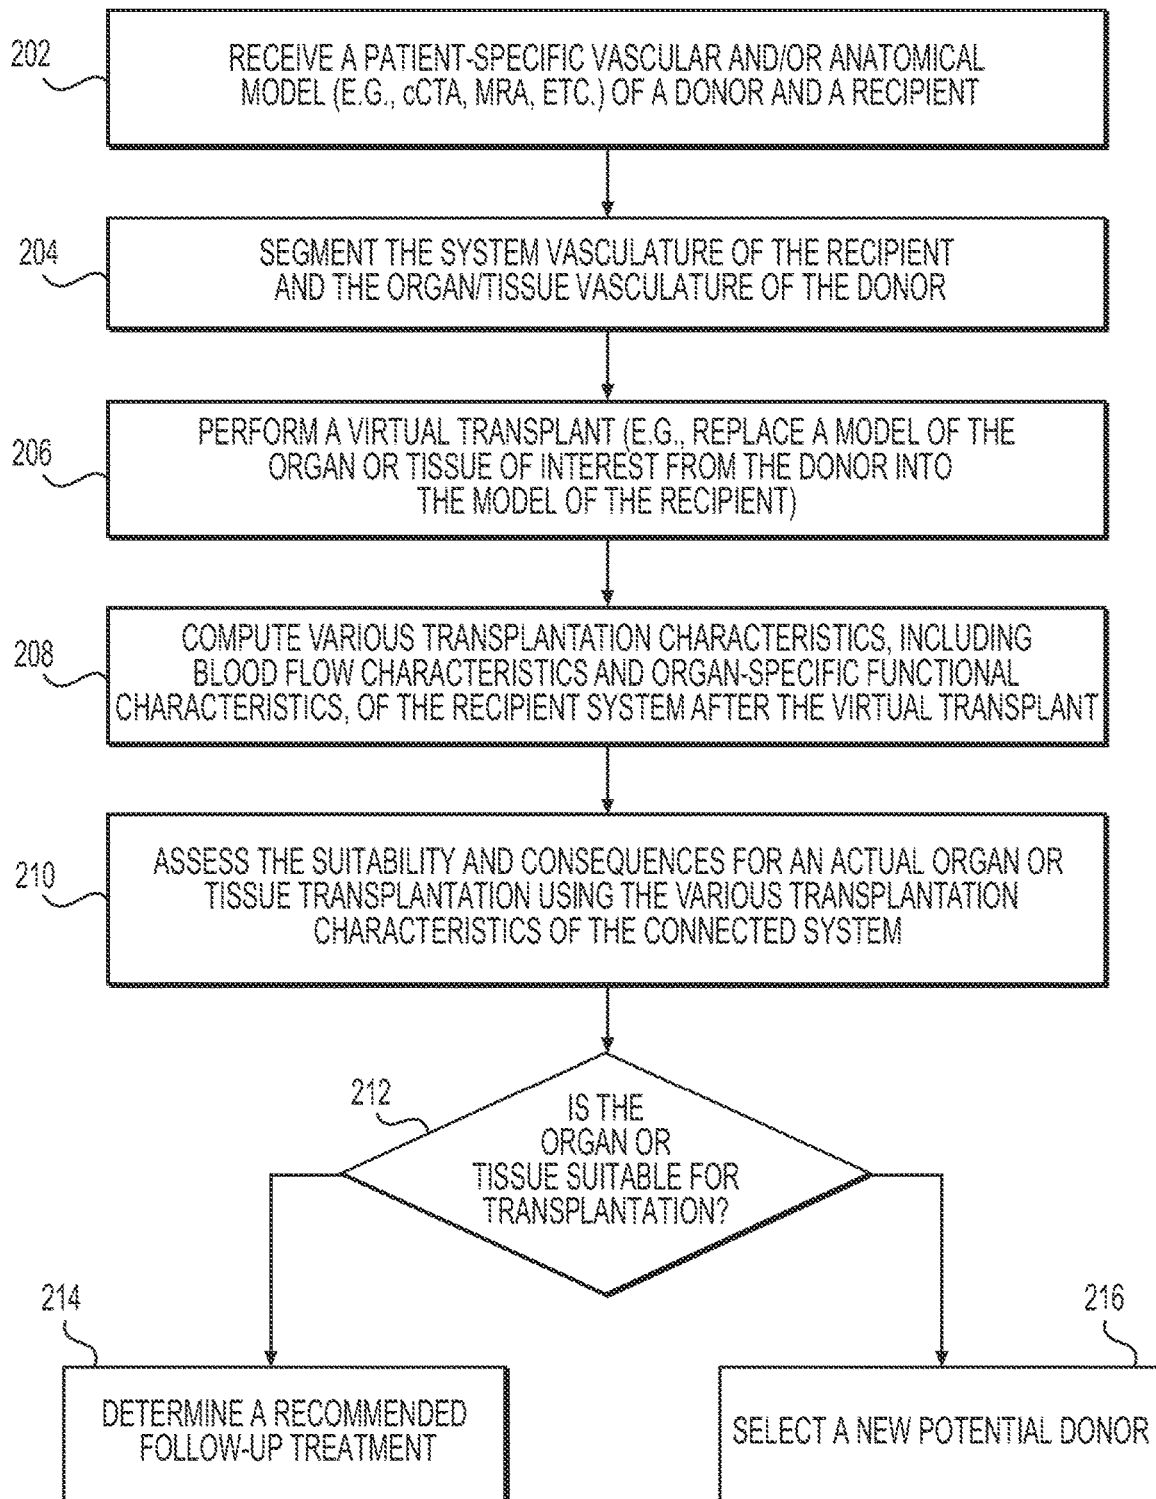 202
RECEIVE A PATIENT-SPECIFIC VASCULAR AND/OR ANATOMICAL
MODEL (E.G., cCTA, MRA, ETC.) OF A DONOR AND A RECIPIENT
204
SEGMENT THE SYSTEM VASCULATURE OF THE RECIPIENT
AND THE ORGAN/TISSUE VASCULATURE OF THE DONOR
206
PERFORM A VIRTUAL TRANSPLANT (E.G., REPLACE A MODEL OF THE
ORGAN OR TISSUE OF INTEREST FROM THE DONOR INTO
THE MODEL OF THE RECIPIENT)
208
COMPUTE VARIOUS TRANSPLANTATION CHARACTERISTICS, INCLUDING
BLOOD FLOW CHARACTERISTICS AND ORGAN-SPECIFIC FUNCTIONAL
CHARACTERISTICS, OF THE RECIPIENT SYSTEM AFTER THE VIRTUAL TRANSPLANT
210
ASSESS THE SUITABILITY AND CONSEQUENCES FOR AN ACTUAL ORGAN OR
TISSUE TRANSPLANTATION USING THE VARIOUS TRANSPLANTATION
CHARACTERISTICS OF THE CONNECTED SYSTEM
212
IS THE
ORGAN OR
TISSUE SUITABLE FOR
TRANSPLANTATION?
214
DETERMINE A RECOMMENDED
FOLLOW-UP TREATMENT
216
SELECT A NEW POTENTIAL DONOR